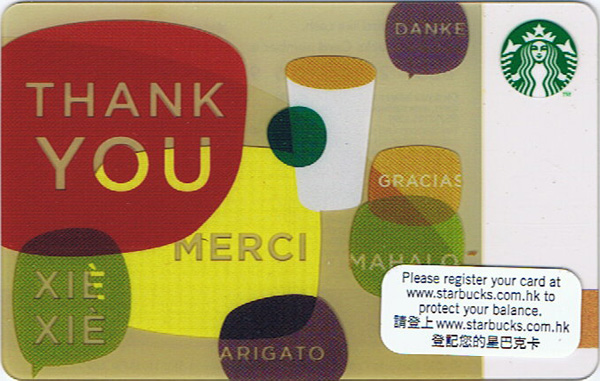 DANKE
THANK
YOU
GRACIAS
MERCI
MAHALO
XIÈ
XIÈ
ARIGATO
Please register your card at
www.starbucks.com.hk to
protect your balance.
請登上 www.starbucks.com.hk
登記您的星巴克卡
TM